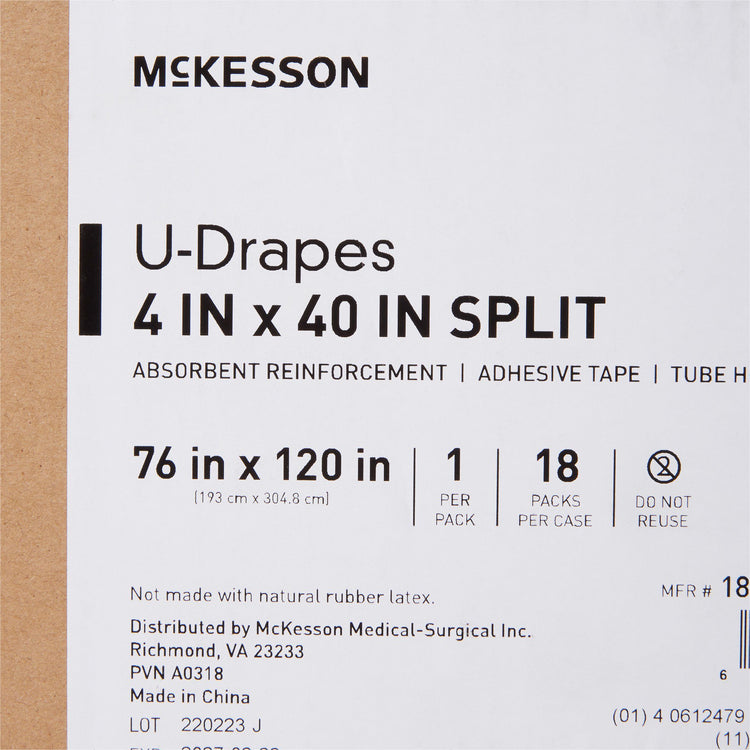 McKESSON
U-Drapes
4 IN x 40 IN SPLIT
ABSORBENT REINFORCEMENT | ADHESIVE TAPE | TUBE H
76 in x 120 in
(193 cm x 304.8 cm)
1
PER
PACK
18
PACKS
PER CASE
2
DO NOT
REUSE
Not made with natural rubber latex.
MFR # 18
Distributed by McKesson Medical-Surgical Inc.
Richmond, VA 23233
PVN A0318
Made in China
6
LOT 220223 J
(01) 4 0612479
(11)